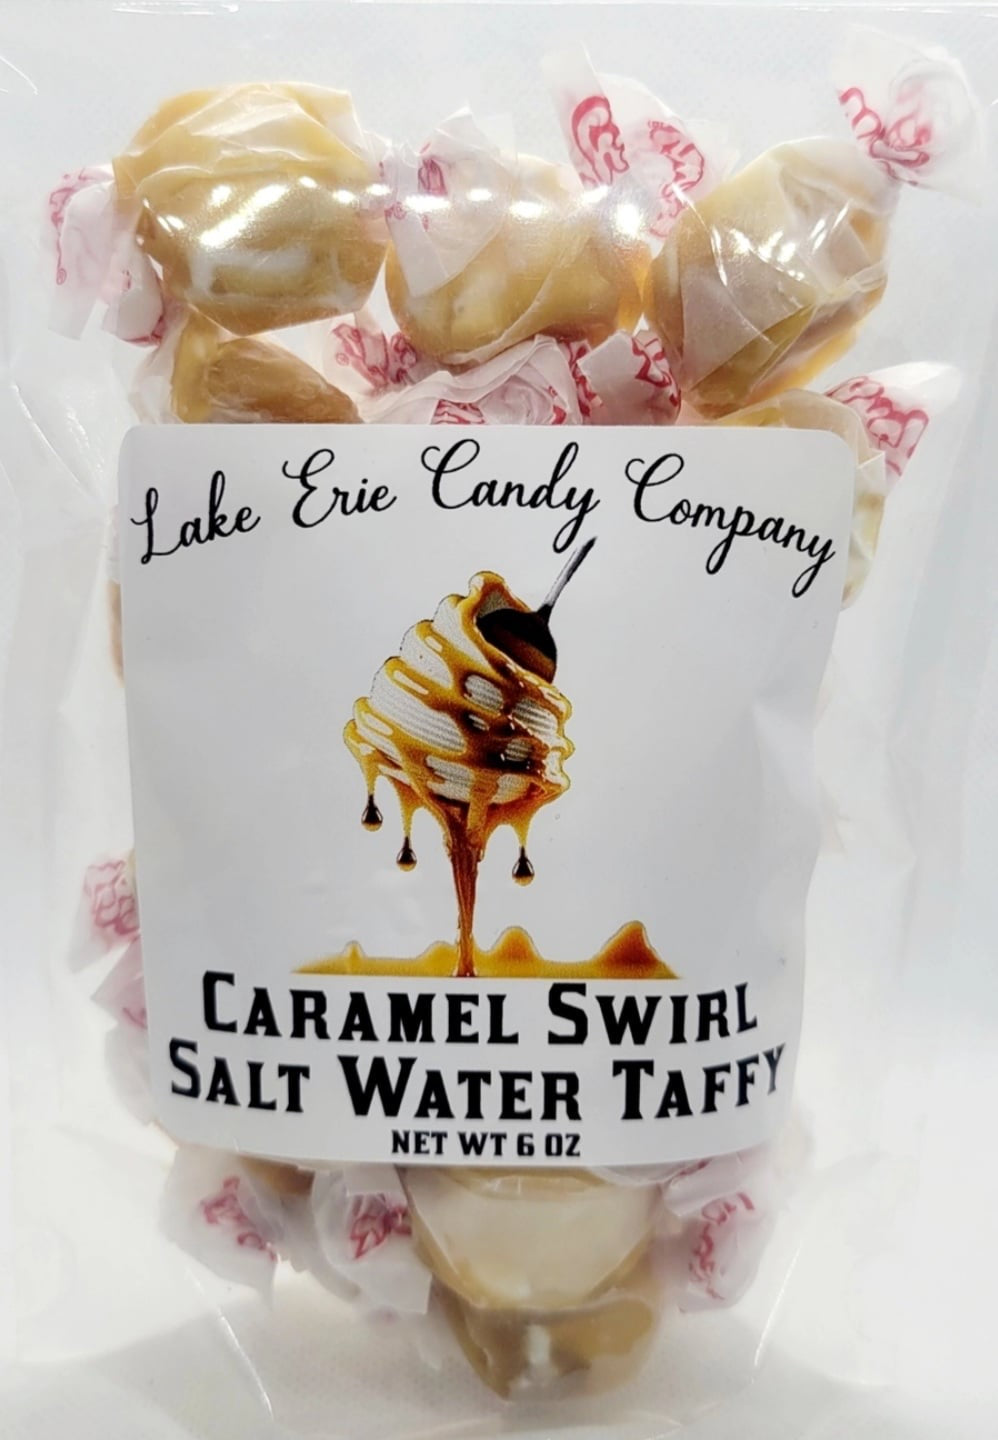 Lake Erie Candy Company
CARAMEL SWIRL
SALT WATER TAFFY
NET WT 6 OZ